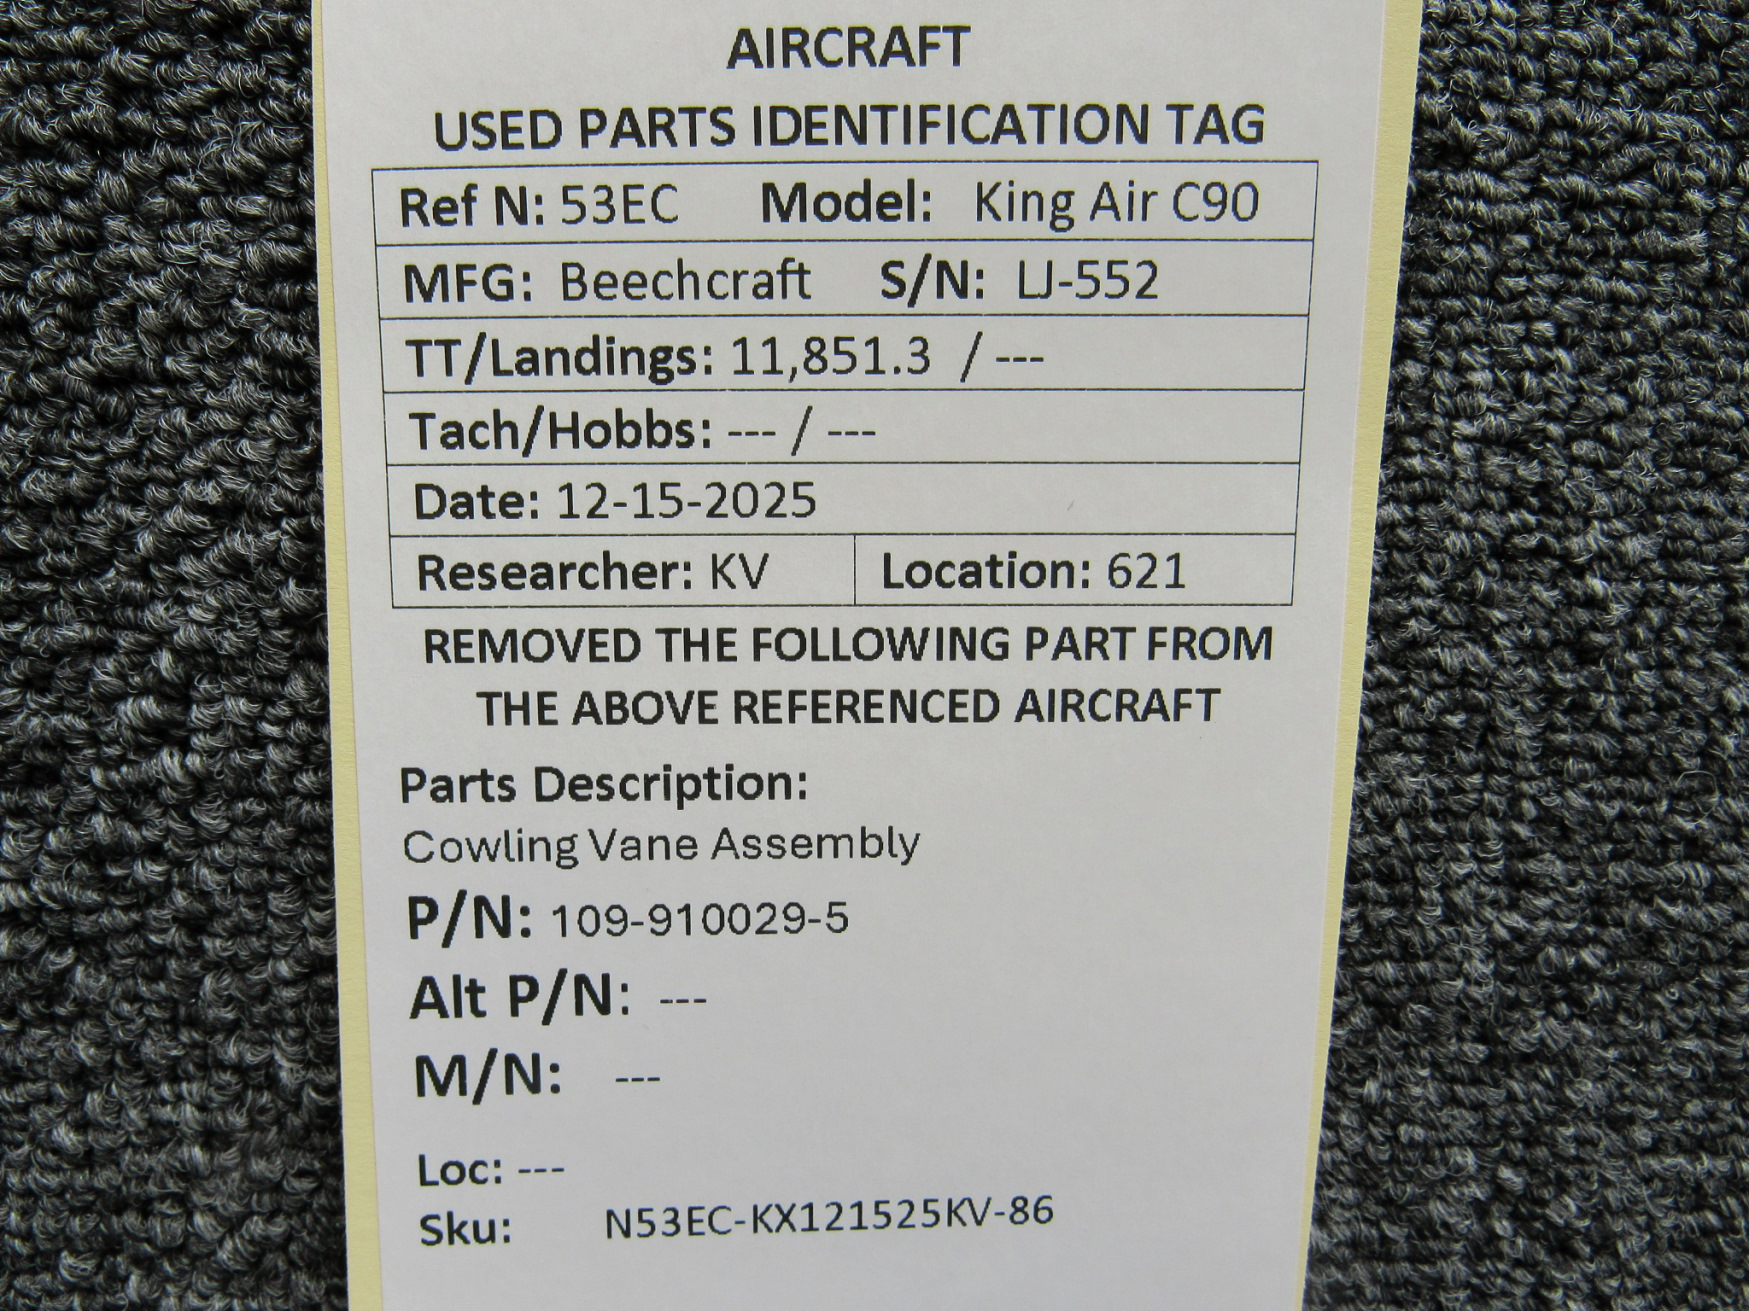 AIRCRAFT
USED PARTS IDENTIFICATION TAG
Ref N: 53EC Model: King Air C90
MFG: Beechcraft S/N: LJ-552
TT/Landings: 11,851.3 / ---
Tach/Hobbs: --- / ---
Date: 12-15-2025
Researcher: KV Location: 621
REMOVED THE FOLLOWING PART FROM
THE ABOVE REFERENCED AIRCRAFT
Parts Description:
Cowling Vane Assembly
P/N: 109-910029-5
Alt P/N: ---
M/N: ---
Loc: ---
Sku: N53EC-KX121525KV-86